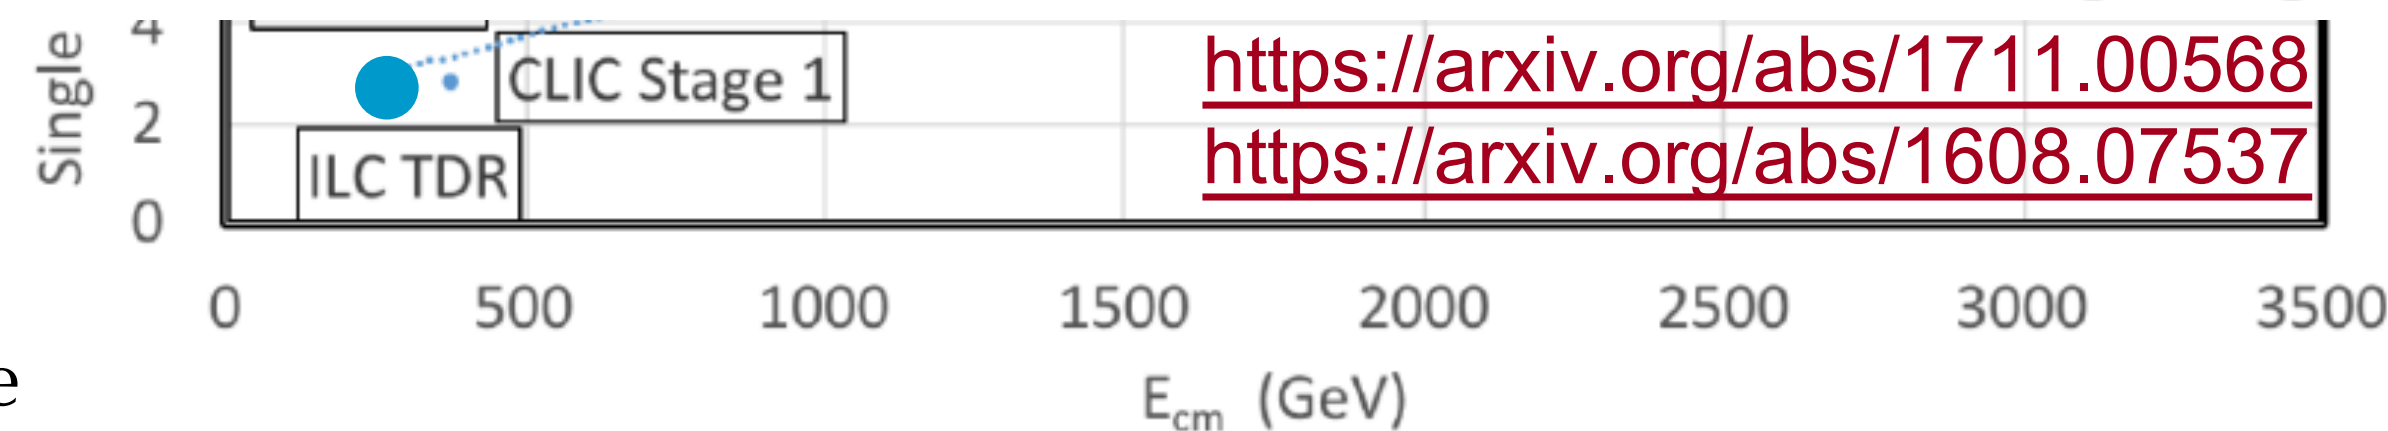 Single
4
CLIC Stage 1
https://arxiv.org/abs/1711.00568
2
https://arxiv.org/abs/1608.07537
ILC TDR
0
0 500 1000 1500 2000 2500 3000 3500
e
E_cm (GeV)